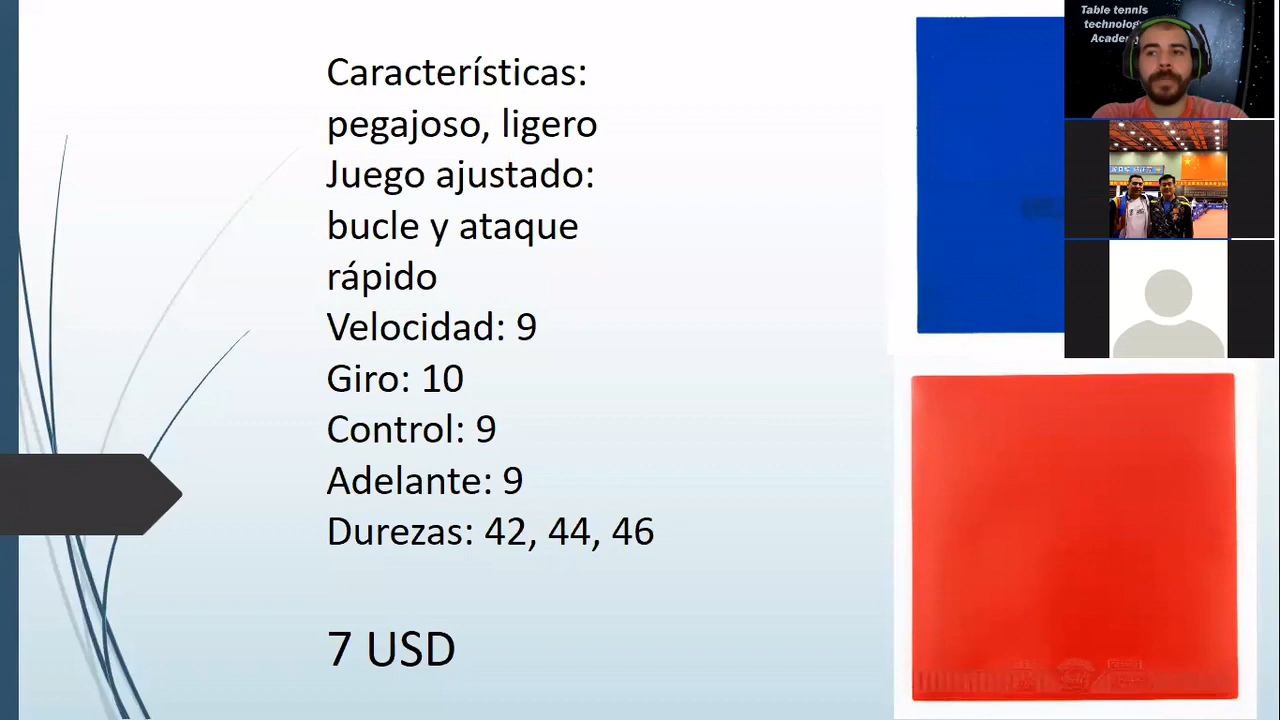 Características:
pegajoso, ligero
Juego ajustado:
bucle y ataque
rápido
Velocidad: 9
Giro: 10
Control: 9
Adelante: 9
Durezas: 42, 44, 46
7 USD
Table tennis
technology